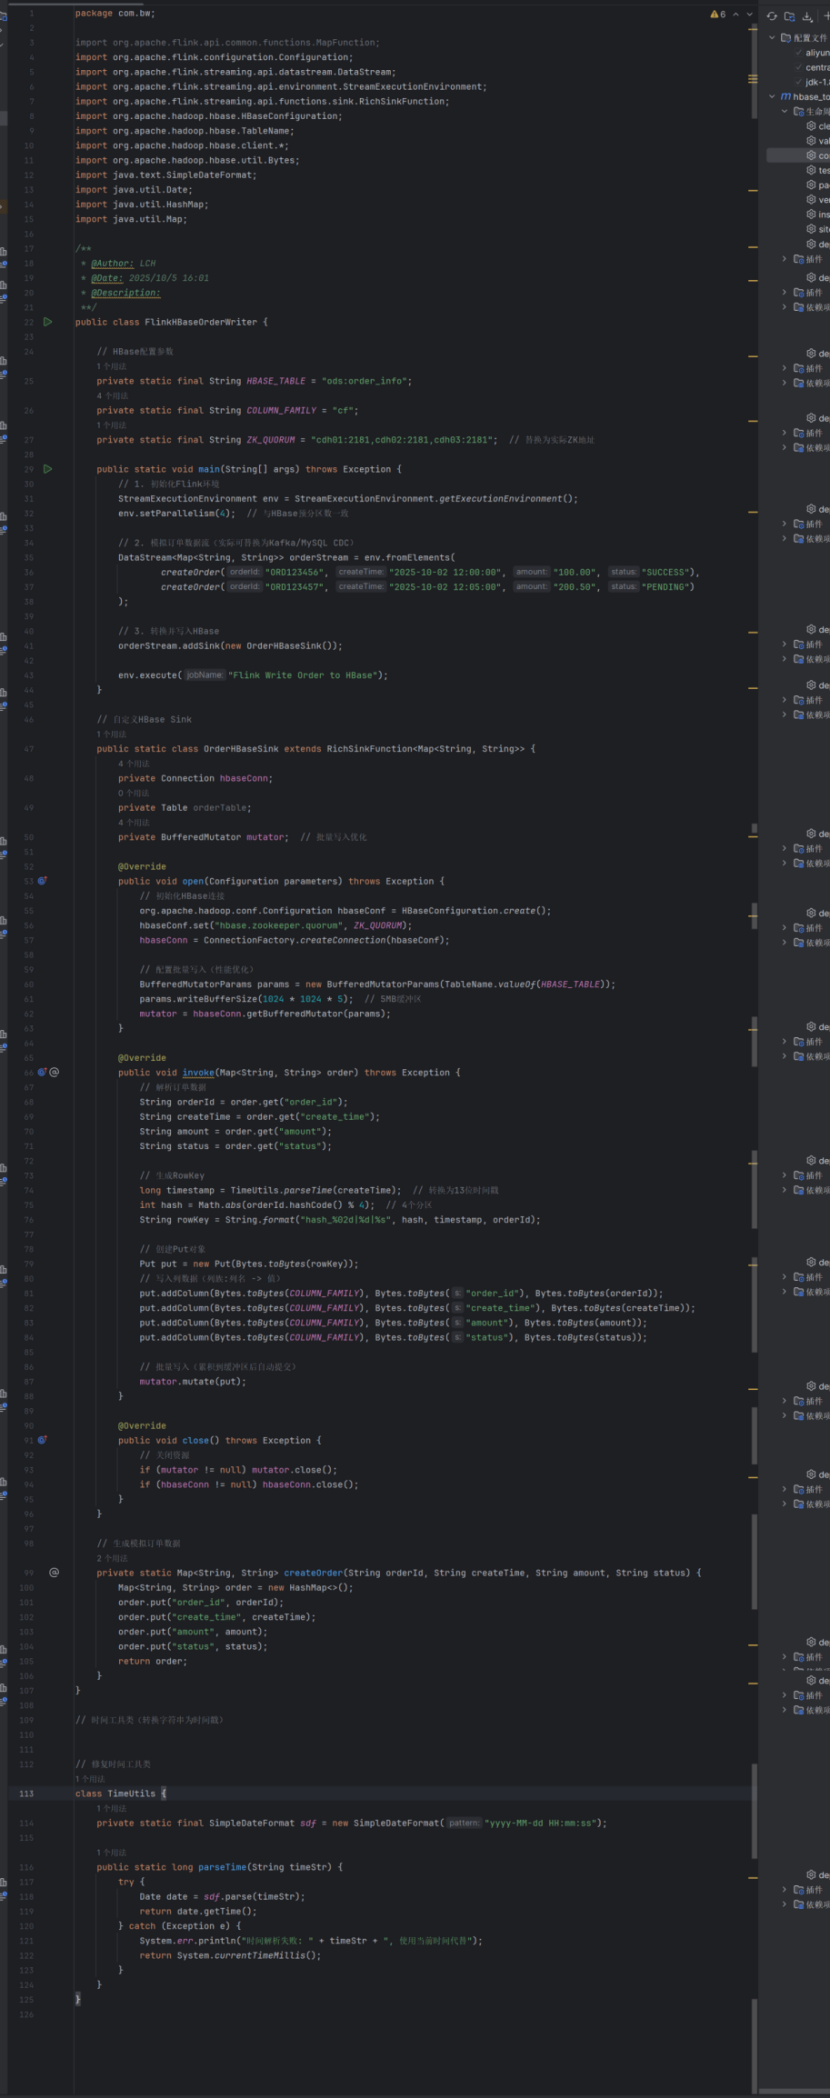 package com.bw;
import org.apache.flink.api.common.functions.MapFunction;
import org.apache.flink.configuration.Configuration;
import org.apache.flink.streaming.api.datastream.DataStream;
import org.apache.flink.streaming.api.environment.StreamExecutionEnvironment;
import org.apache.flink.streaming.api.functions.sink.RichSinkFunction;
import org.apache.hadoop.hbase.HBaseConfiguration;
import org.apache.hadoop.hbase.TableName;
import org.apache.hadoop.hbase.client.*;
import org.apache.hadoop.hbase.util.Bytes;
import java.text.SimpleDateFormat;
import java.util.Date;
import java.util.HashMap;
import java.util.Map;
/**
* @Author: LCH
* @Date: 2025/10/5 16:01
* @Description:
**/
public class FlinkHBaseOrderWriter {
// HBase配置参数
1个用法
private static final String HBASE_TABLE = "ods:order_info";
4个用法
private static final String COLUMN_FAMILY = "cf";
1个用法
private static final String ZK_QUORUM = "cdh01:2181,cdh02:2181,cdh03:2181"; // 替换为实际ZK地址
public static void main(String[] args) throws Exception {
// 1. 初始化Flink环境
StreamExecutionEnvironment env = StreamExecutionEnvironment.getExecutionEnvironment();
env.setParallelism(4); // 与HBase预分区数一致
// 2. 模拟订单数据流（实际可替换为Kafka/MySQL CDC）
DataStream<Map<String, String>> orderStream = env.fromElements(
createOrder( orderId: "ORD123456", createTime: "2025-10-02 12:00:00", amount: "100.00", status: "SUCCESS"),
createOrder( orderId: "ORD123457", createTime: "2025-10-02 12:05:00", amount: "200.50", status: "PENDING")
);
// 3. 转换并写入HBase
orderStream.addSink(new OrderHBaseSink());
env.execute( jobName: "Flink Write Order to HBase");
}
// 自定义HBase Sink
1个用法
public static class OrderHBaseSink extends RichSinkFunction<Map<String, String>> {
4个用法
private Connection hbaseConn;
0个用法
private Table orderTable;
4个用法
private BufferedMutator mutator; // 批量写入优化
@Override
public void open(Configuration parameters) throws Exception {
// 初始化HBase连接
org.apache.hadoop.conf.Configuration hbaseConf = HBaseConfiguration.create();
hbaseConf.set("hbase.zookeeper.quorum", ZK_QUORUM);
hbaseConn = ConnectionFactory.createConnection(hbaseConf);
// 配置批量写入（性能优化）
BufferedMutatorParams params = new BufferedMutatorParams(TableName.valueOf(HBASE_TABLE));
params.writeBufferSize(1024 * 1024 * 5); // 5MB缓冲区
mutator = hbaseConn.getBufferedMutator(params);
}
@Override
public void invoke(Map<String, String> order) throws Exception {
// 解析订单数据
String orderId = order.get("order_id");
String createTime = order.get("create_time");
String amount = order.get("amount");
String status = order.get("status");
// 生成RowKey
long timestamp = TimeUtils.parseTime(createTime); // 转换为13位时间戳
int hash = Math.abs(orderId.hashCode() % 4); // 4个分区
String rowKey = String.format("hash_%02d|%d|%s", hash, timestamp, orderId);
// 创建Put对象
Put put = new Put(Bytes.toBytes(rowKey));
// 写入列数据（列族:列名 -> 值）
put.addColumn(Bytes.toBytes(COLUMN_FAMILY), Bytes.toBytes( s: "order_id"), Bytes.toBytes(orderId));
put.addColumn(Bytes.toBytes(COLUMN_FAMILY), Bytes.toBytes( s: "create_time"), Bytes.toBytes(createTime));
put.addColumn(Bytes.toBytes(COLUMN_FAMILY), Bytes.toBytes( s: "amount"), Bytes.toBytes(amount));
put.addColumn(Bytes.toBytes(COLUMN_FAMILY), Bytes.toBytes( s: "status"), Bytes.toBytes(status));
// 批量写入（累积到缓冲区后自动提交）
mutator.mutate(put);
}
@Override
public void close() throws Exception {
// 关闭资源
if (mutator != null) mutator.close();
if (hbaseConn != null) hbaseConn.close();
}
}
// 生成模拟订单数据
2个用法
private static Map<String, String> createOrder(String orderId, String createTime, String amount, String status) {
Map<String, String> order = new HashMap<>();
order.put("order_id", orderId);
order.put("create_time", createTime);
order.put("amount", amount);
order.put("status", status);
return order;
}
}
// 时间工具类（转换字符串为时间戳）
// 修复时间工具类
1个用法
class TimeUtils {
1个用法
private static final SimpleDateFormat sdf = new SimpleDateFormat( pattern: "yyyy-MM-dd HH:mm:ss");
1个用法
public static long parseTime(String timeStr) {
try {
Date date = sdf.parse(timeStr);
return date.getTime();
} catch (Exception e) {
System.err.println("时间解析失败: " + timeStr + ", 使用当前时间代替");
return System.currentTimeMillis();
}
}
}